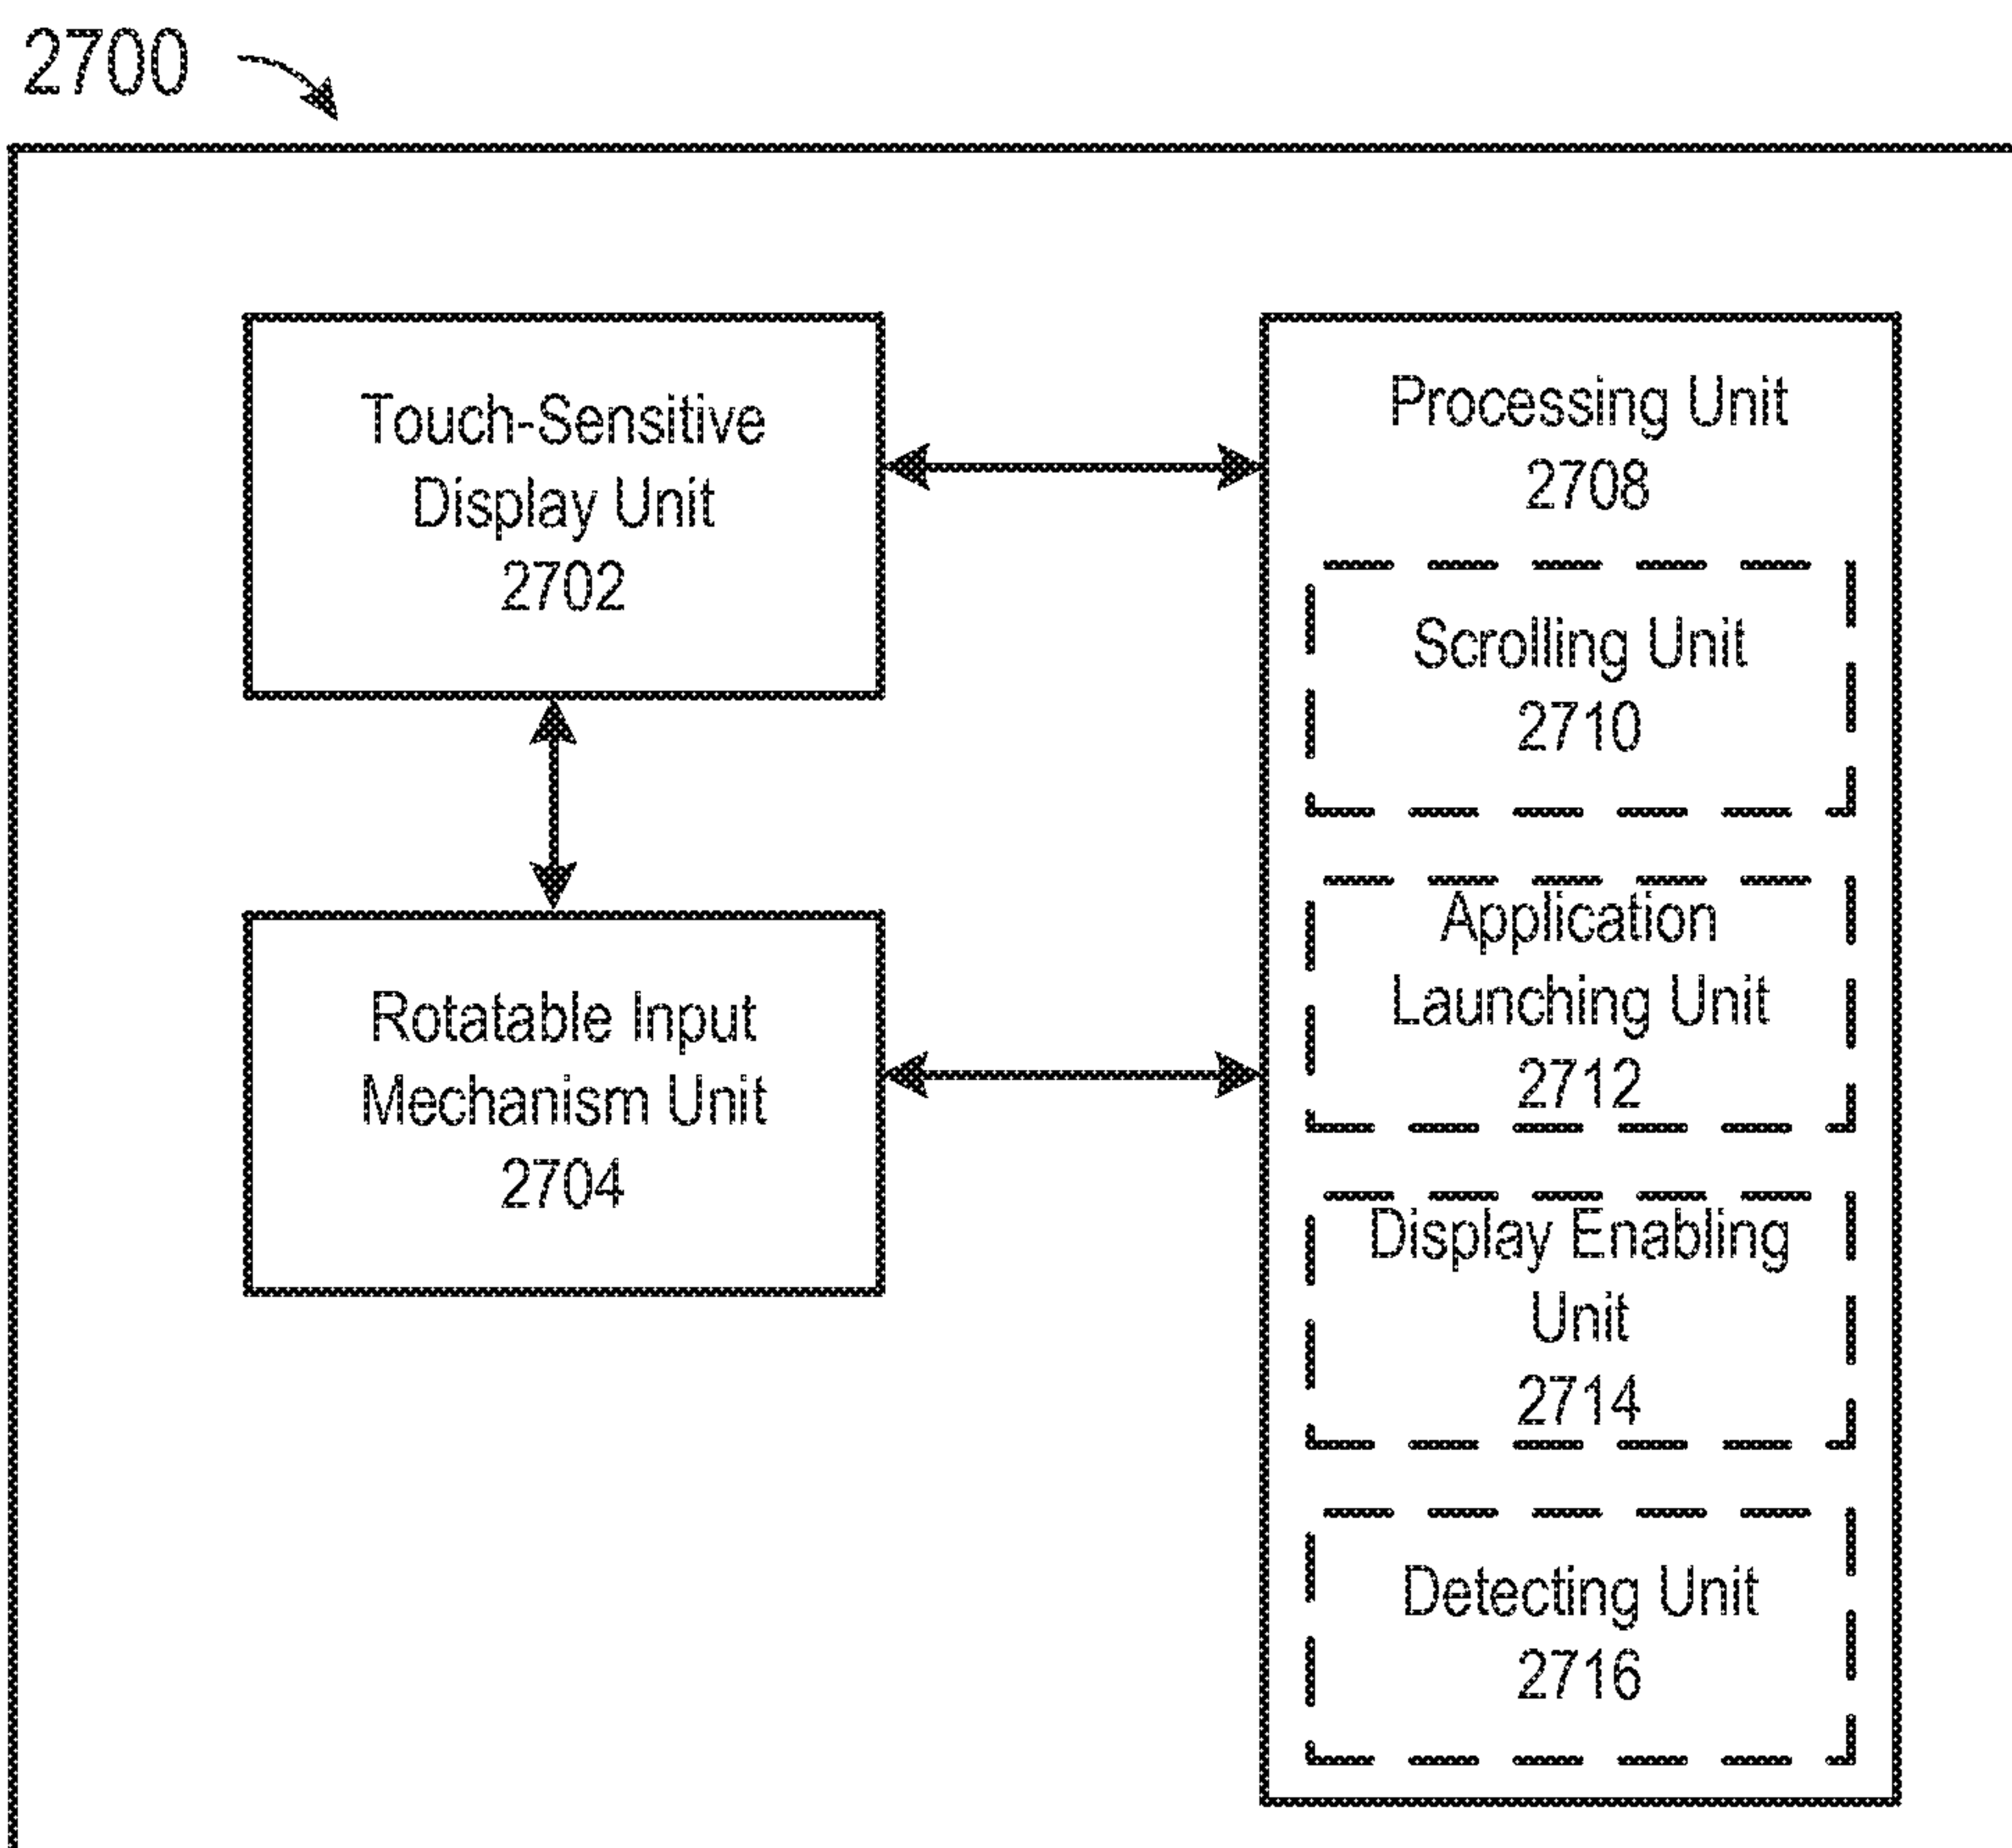 2700
Touch-Sensitive
Display Unit
2702
Rotatable Input
Mechanism Unit
2704
Processing Unit
2708
Scrolling Unit
2710
Application
Launching Unit
2712
Display Enabling
Unit
2714
Detecting Unit
2716